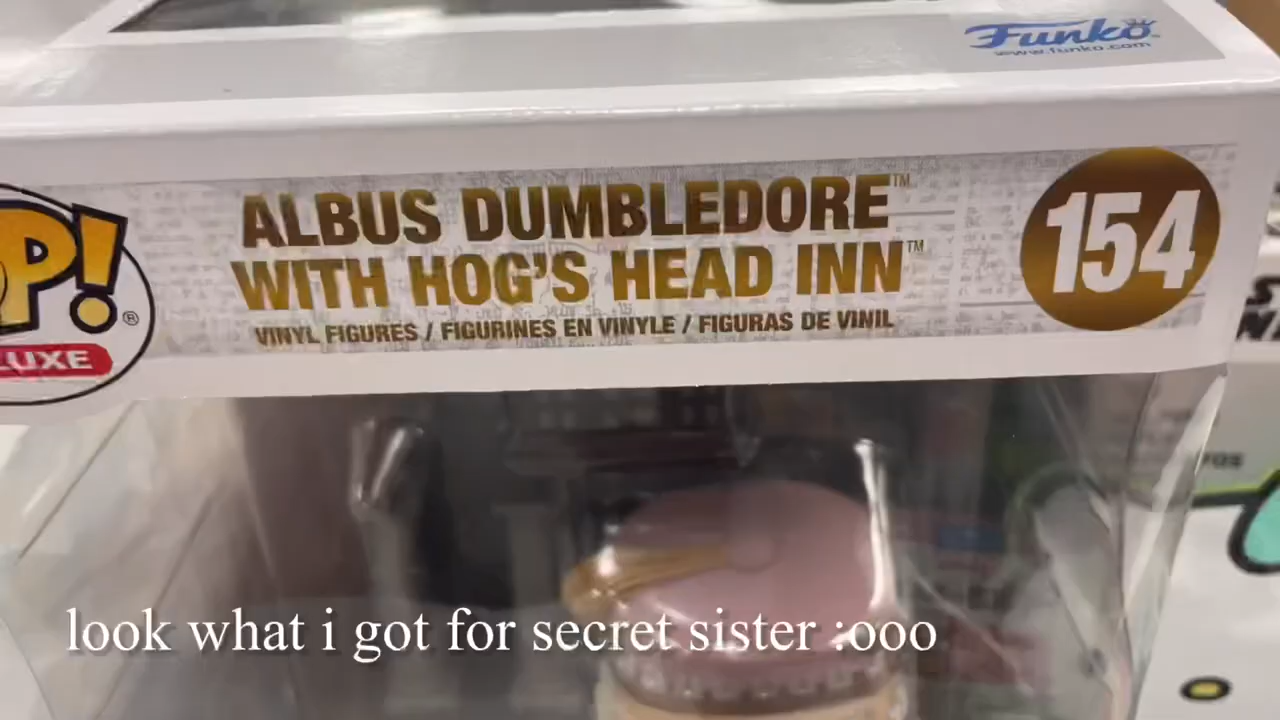 Funko
www.funko.com
P!
LUXE
ALBUS DUMBLEDORE™
WITH HOG'S HEAD INN™
VINYL FIGURES / FIGURINES EN VINYLE / FIGURAS DE VINIL
154
look what i got for secret sister :ooo